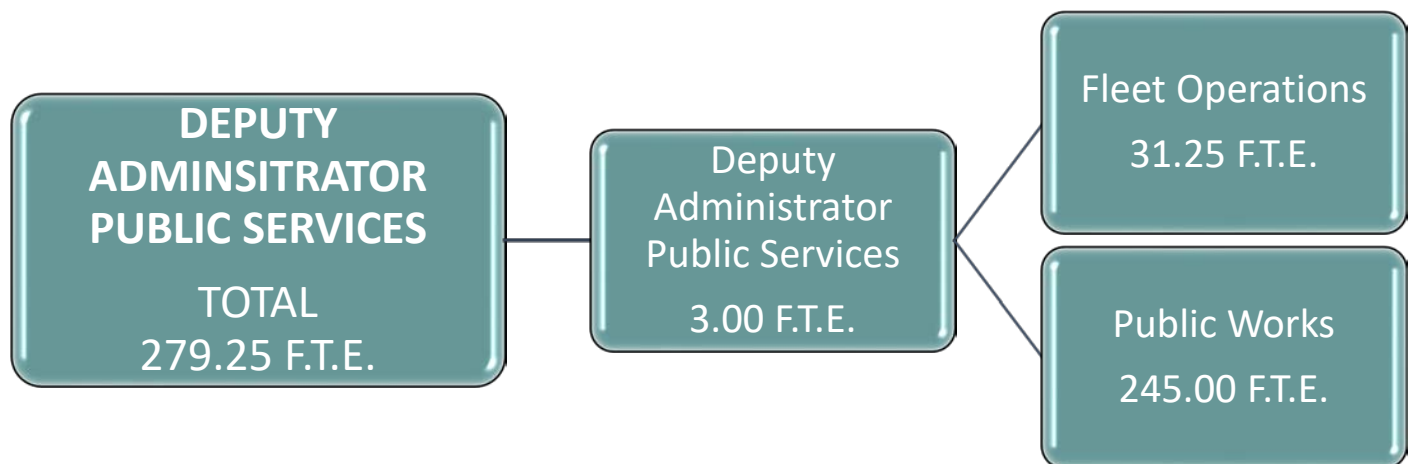 DEPUTY
ADMINSITRATOR
PUBLIC SERVICES
TOTAL
279.25 F.T.E.
Deputy
Administrator
Public Services
3.00 F.T.E.
Fleet Operations
31.25 F.T.E.
Public Works
245.00 F.T.E.